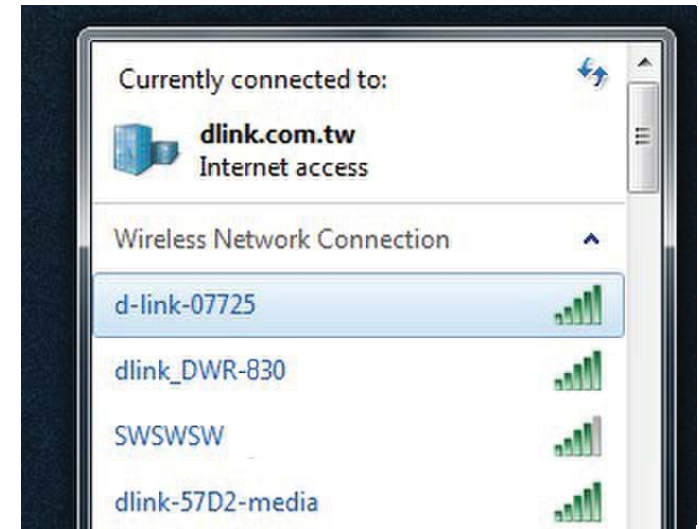 Currently connected to:
dlink.com.tw
Internet access
Wireless Network Connection
d-link-07725
dlink_DWR-830
SWSWSW
dlink-57D2-media